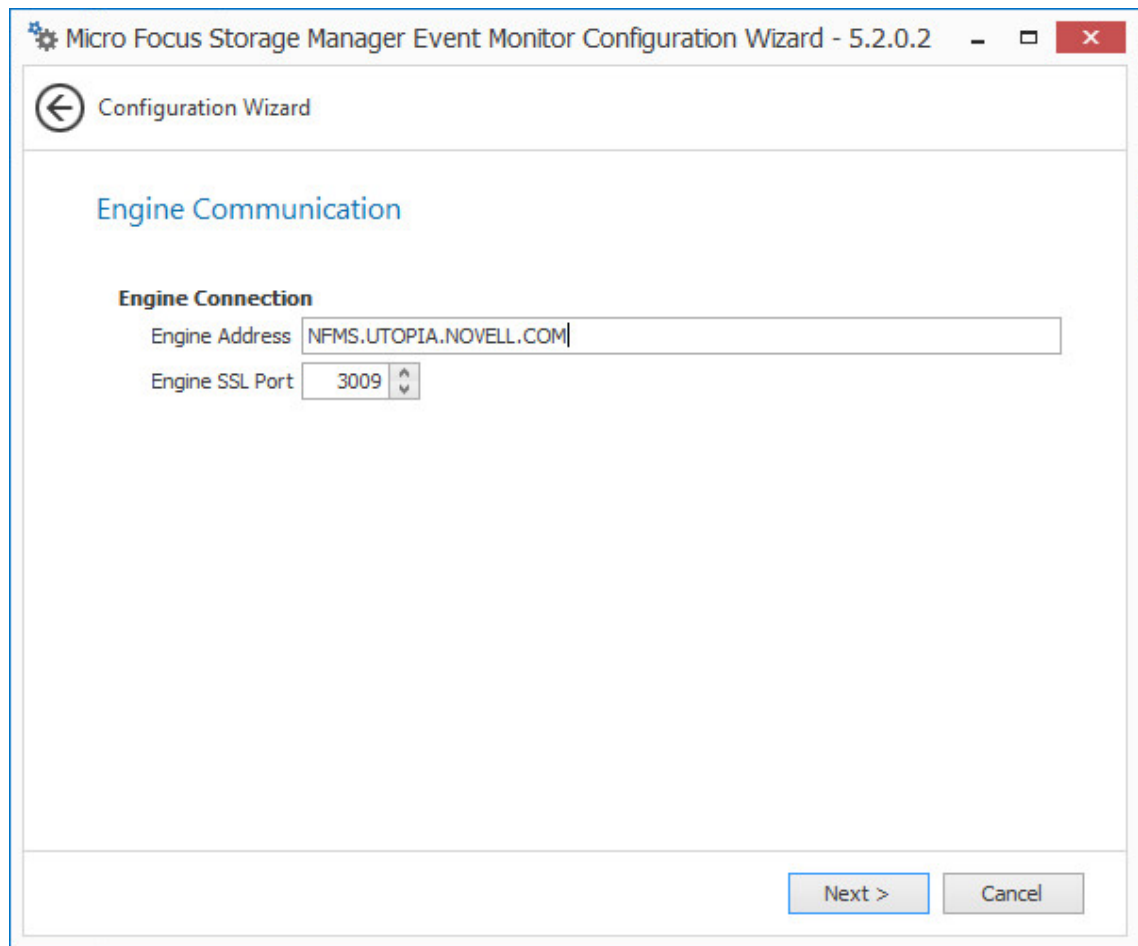 Micro Focus Storage Manager Event Monitor Configuration Wizard - 5.2.0.2
Configuration Wizard
Engine Communication
Engine Connection
Engine Address NFMS.UTOPIA.NOVELL.COM
Engine SSL Port 3009
Next > Cancel